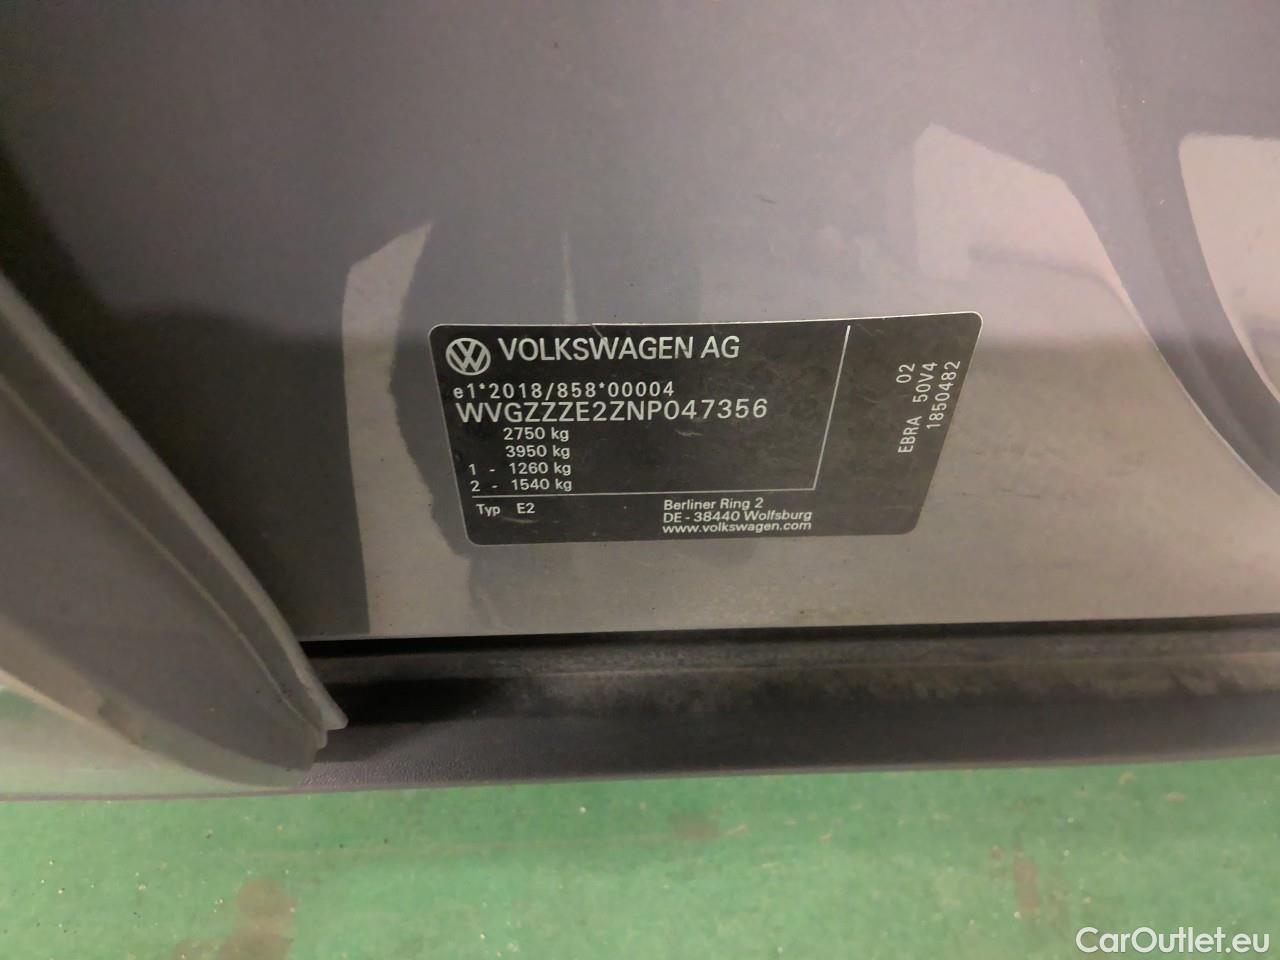 VOLKSWAGEN AG
e1*2018/858*00004
WVGZZZE2ZNP047356
2750 kg
3950 kg
1 - 1260 kg
2 - 1540 kg
Typ E2
Berliner Ring 2
DE - 38440 Wolfsburg
www.volkswagen.com
02
EBRA 50V4
1850482
CarOutlet.eu